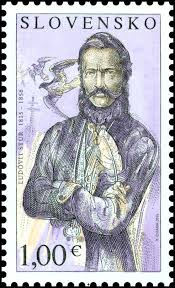 SLOVENSKO
ĽUDOVÍT ŠTÚR 1815 – 1856
1,00 €